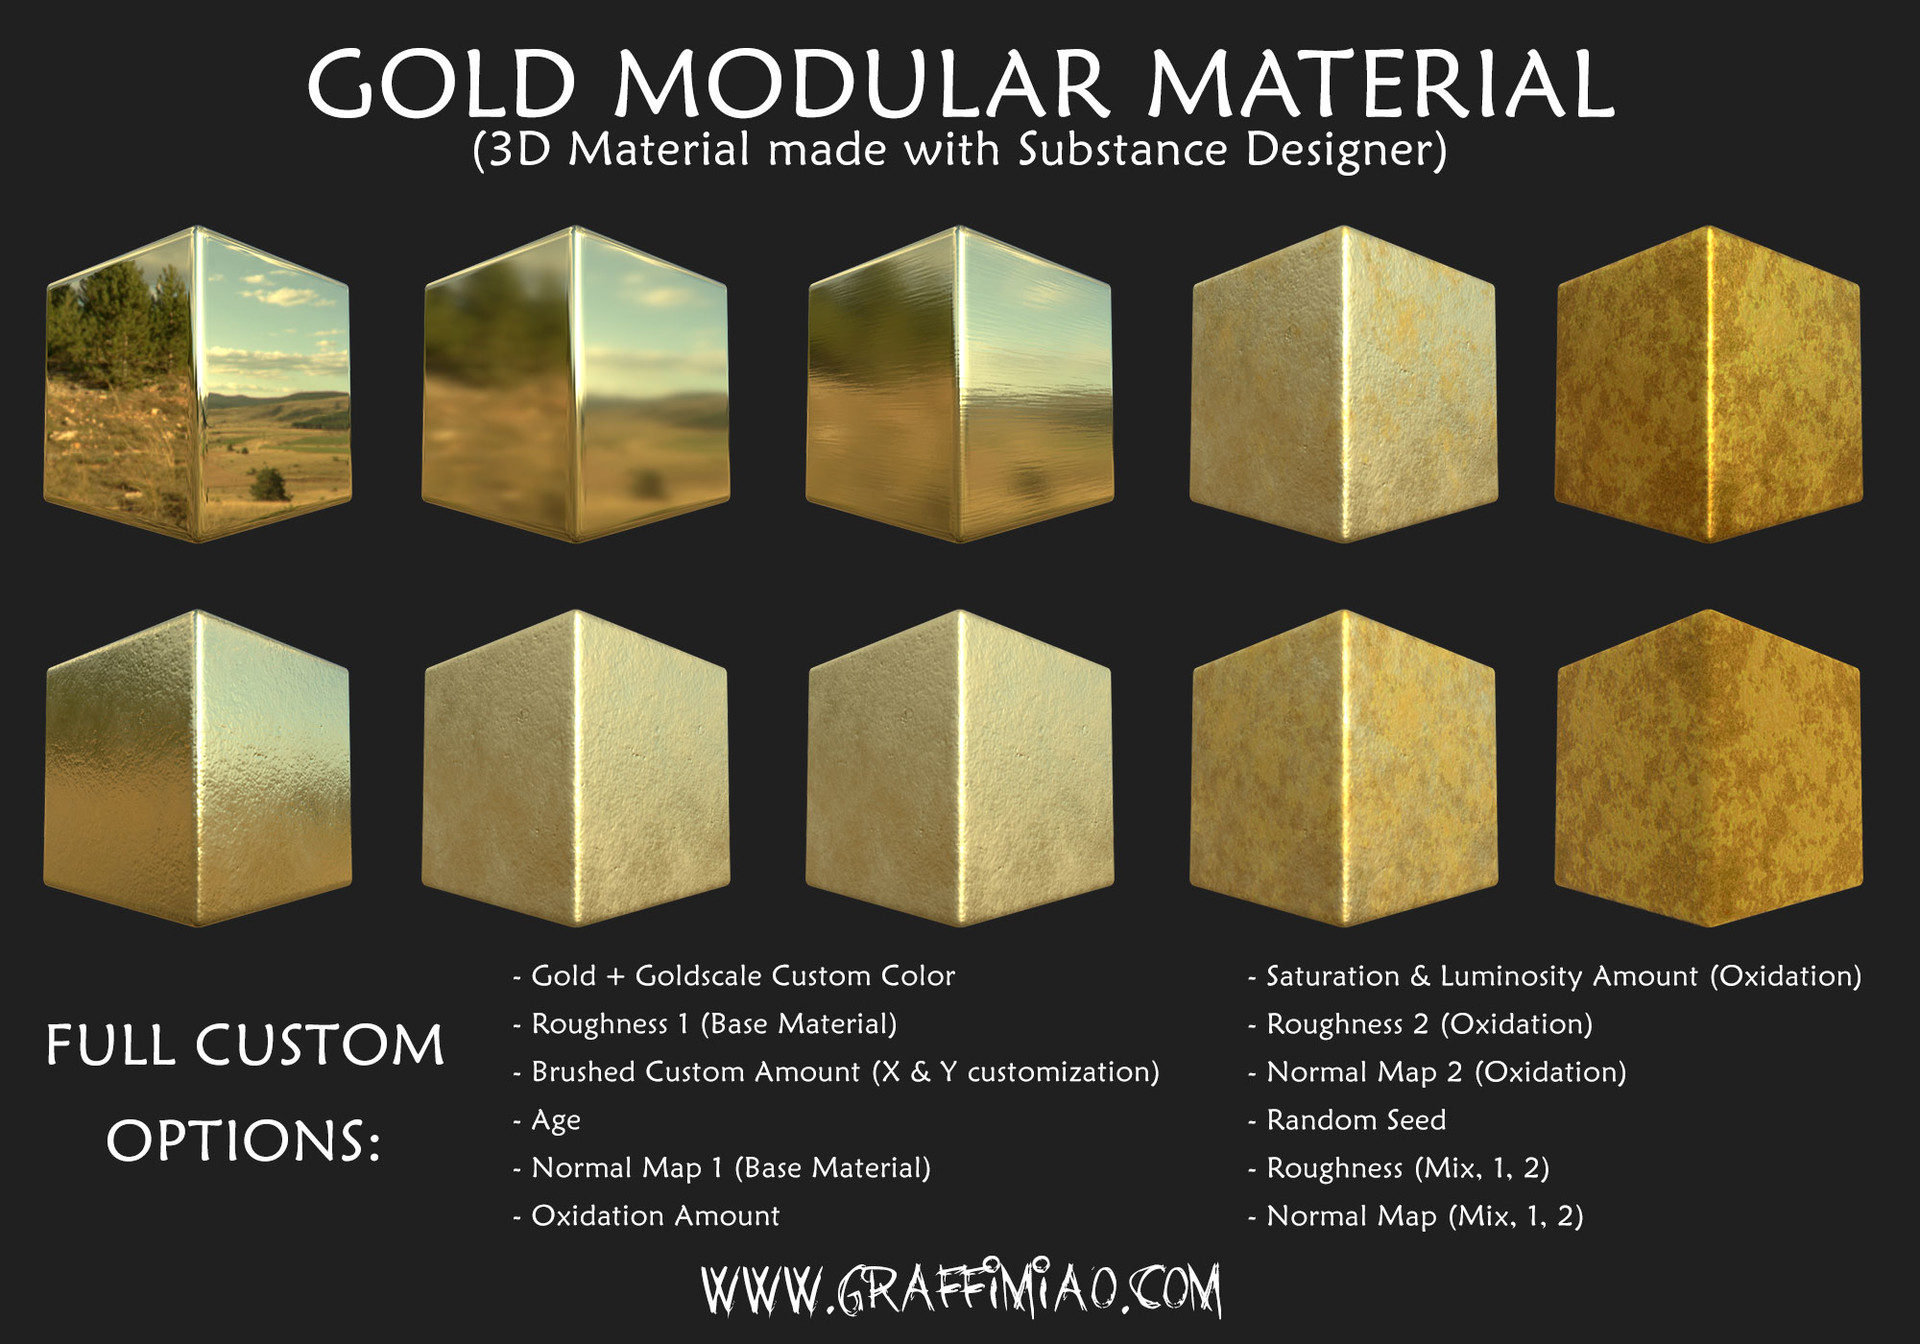 GOLD MODULAR MATERIAL
(3D Material made with Substance Designer)
FULL CUSTOM
OPTIONS:
- Gold + Goldscale Custom Color
- Roughness 1 (Base Material)
- Brushed Custom Amount (X & Y customization)
- Age
- Normal Map 1 (Base Material)
- Oxidation Amount
- Saturation & Luminosity Amount (Oxidation)
- Roughness 2 (Oxidation)
- Normal Map 2 (Oxidation)
- Random Seed
- Roughness (Mix, 1, 2)
- Normal Map (Mix, 1, 2)
WWW.GRAFFiMiAO.COM